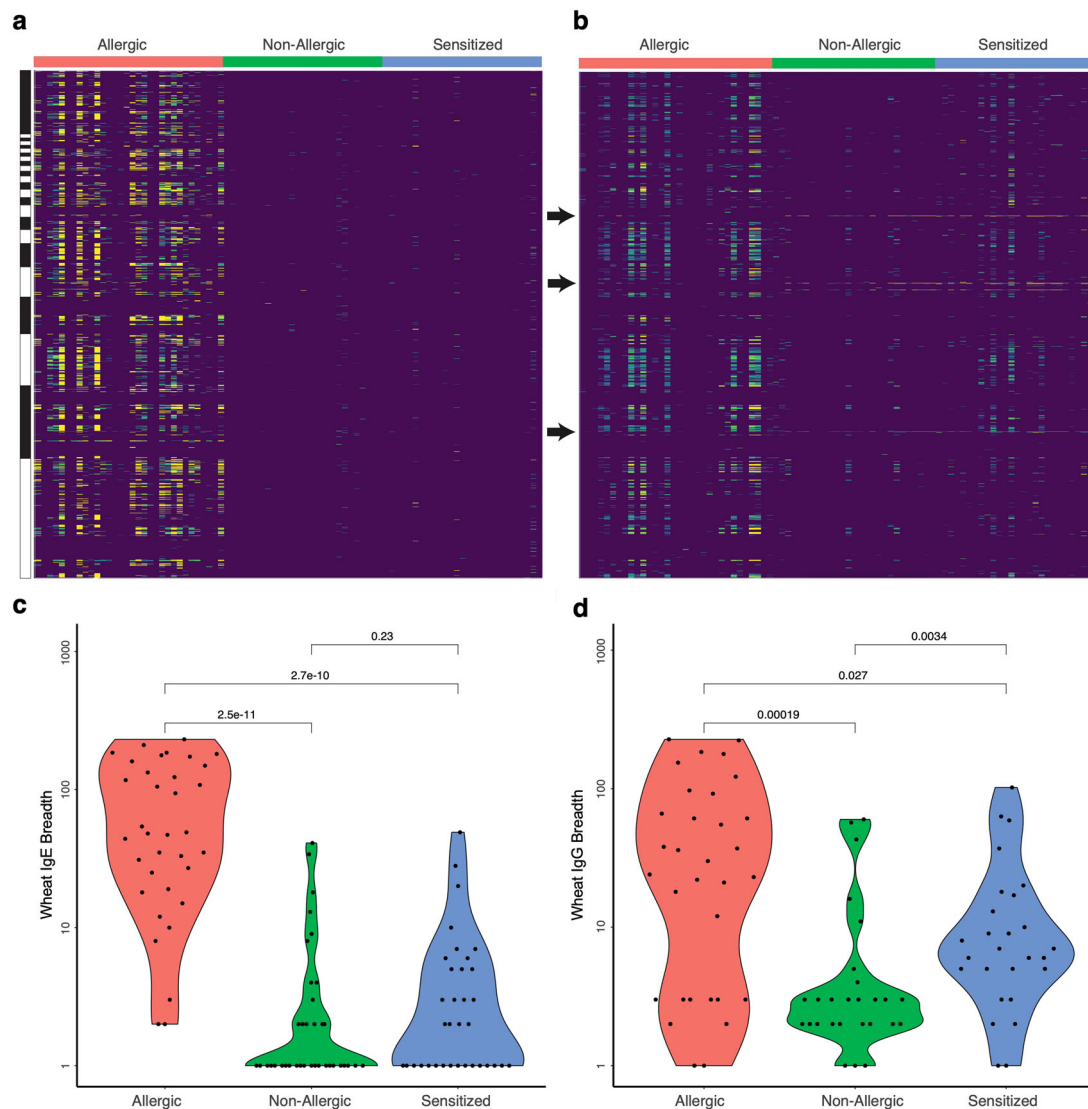 a
Allergic Non-Allergic Sensitized
b
Allergic Non-Allergic Sensitized
c
Wheat IgE Breadth
1000
100
10
1
0.23
2.7e-10
2.5e-11
Allergic Non-Allergic Sensitized
d
Wheat IgG Breadth
1000
100
10
1
0.0034
0.027
0.00019
Allergic Non-Allergic Sensitized